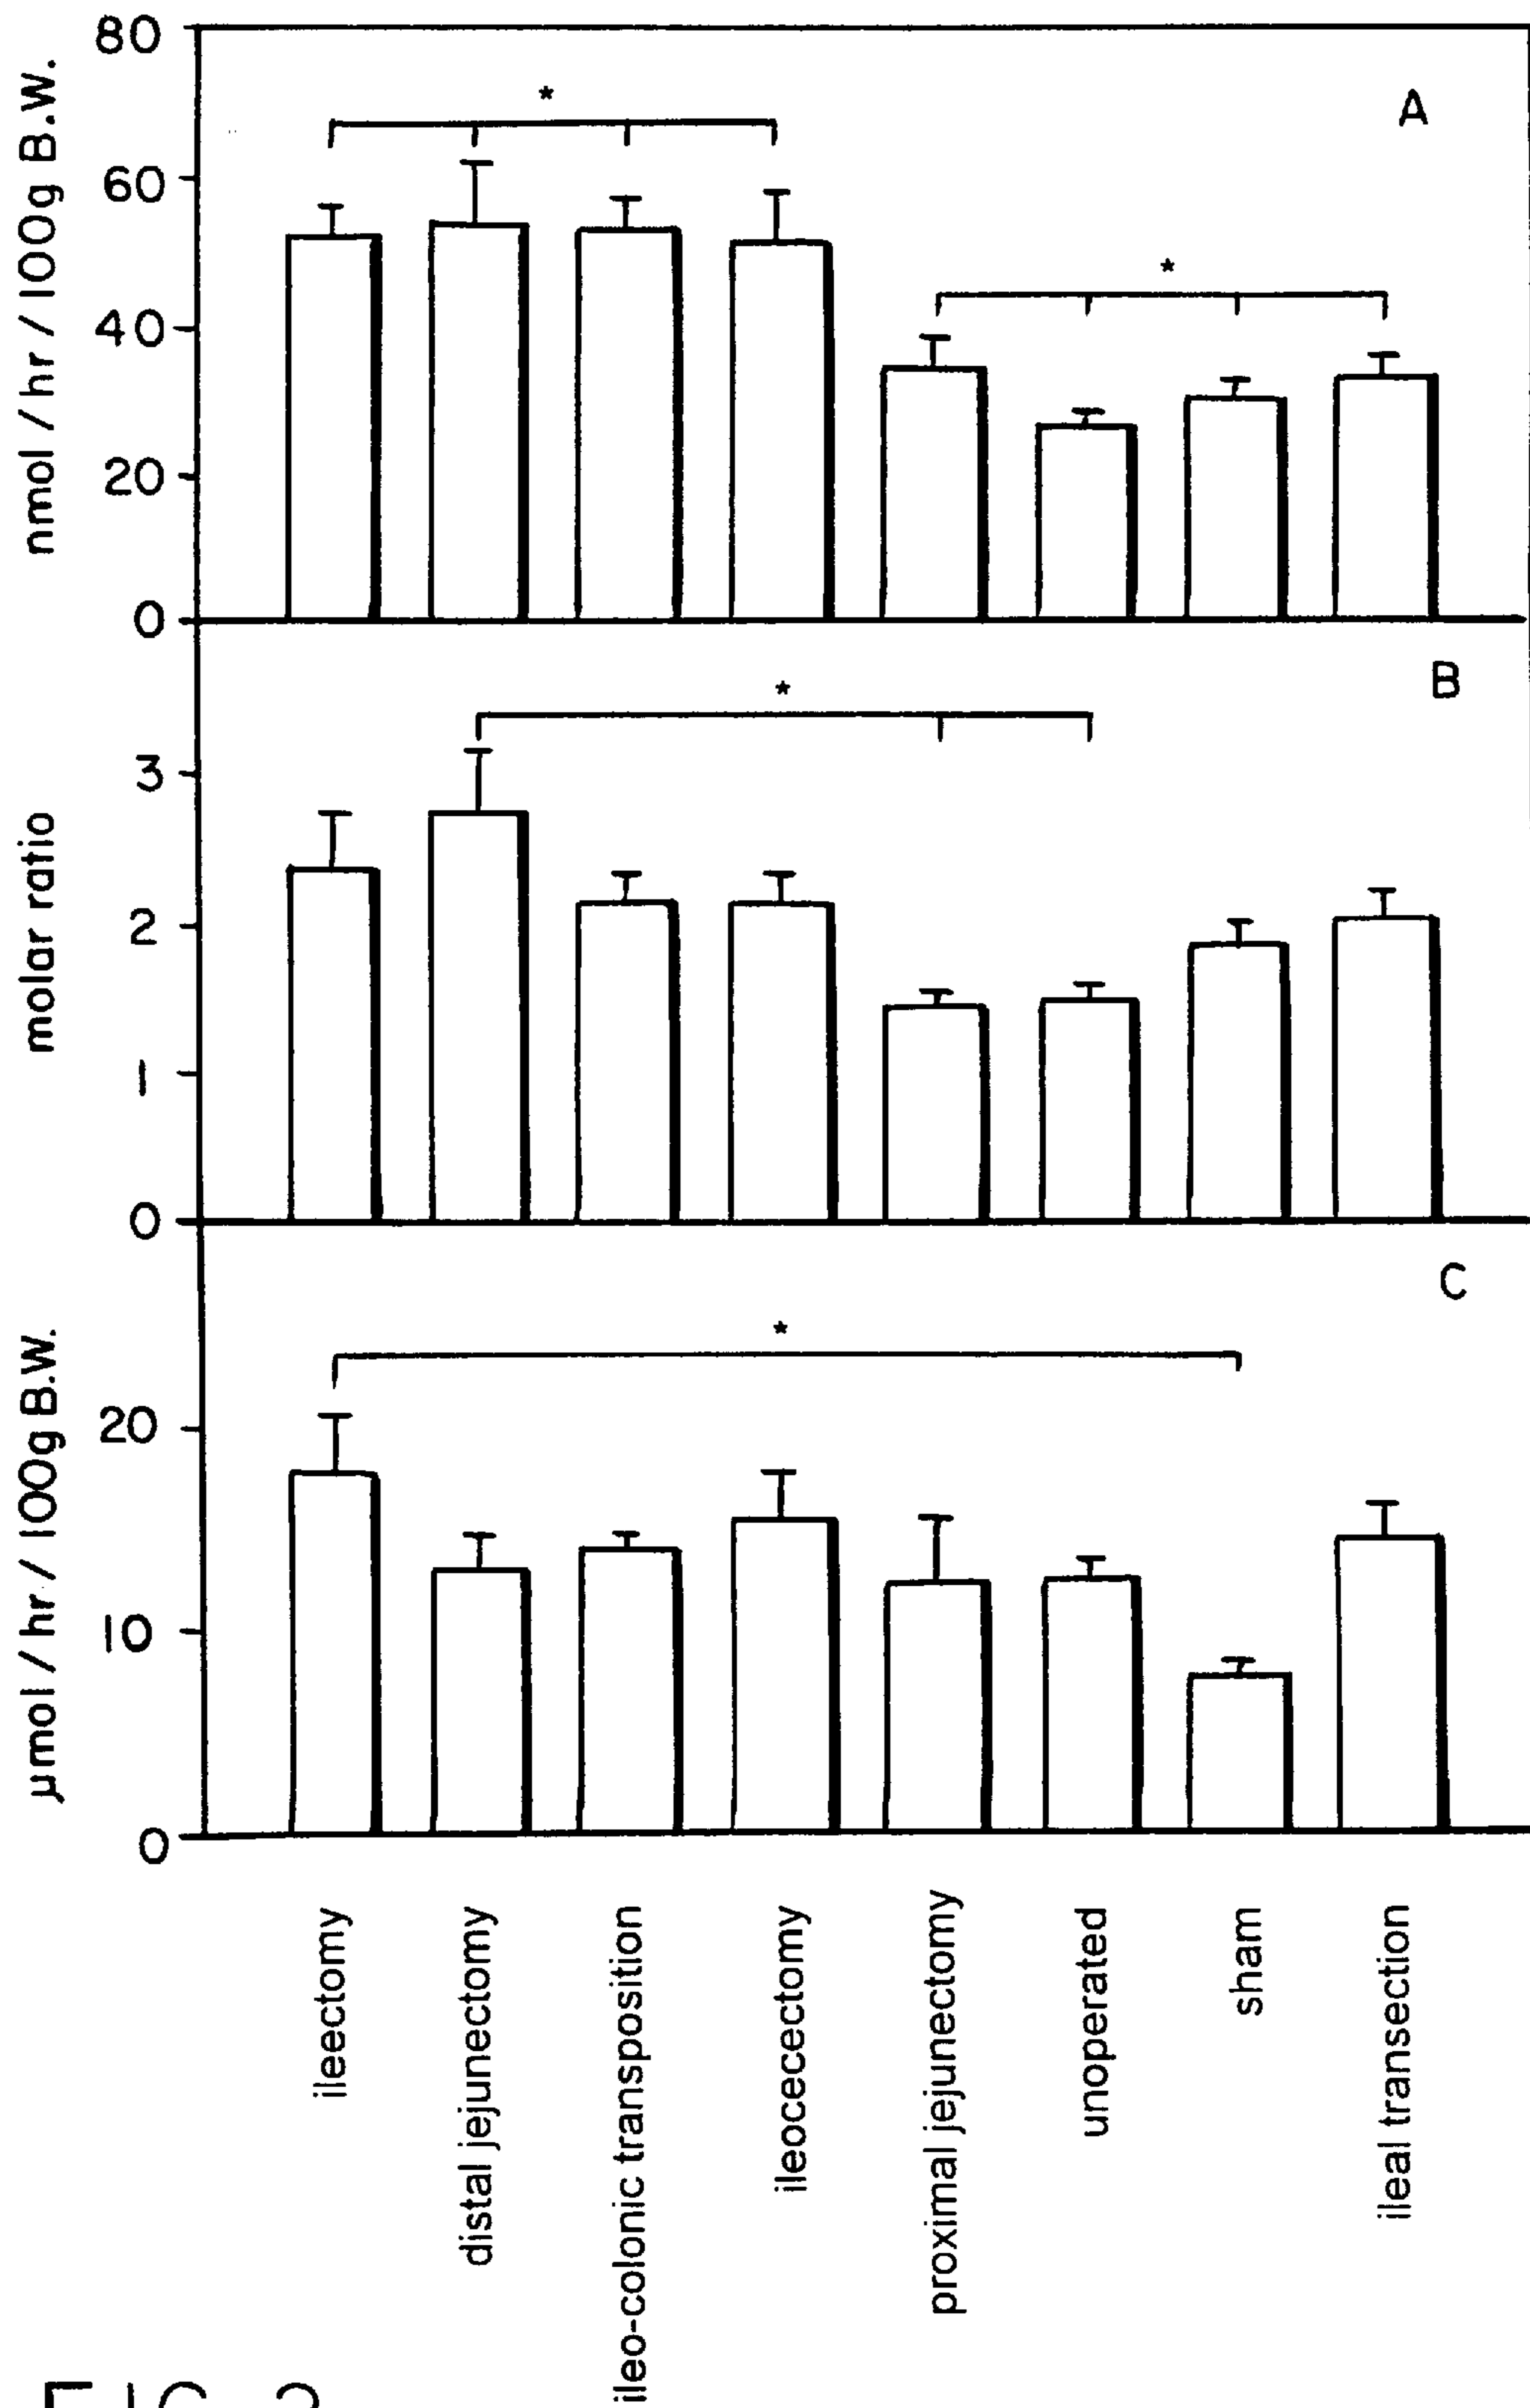 80
60
40
20
0
nmol / hr / 100g B.W.
*
*
A
3
2
1
0
molar ratio
*
B
20
10
0
µmol / hr / 100g B.W.
*
C
ileectomy
distal jejunectomy
ileo-colonic transposition
ileocecectomy
proximal jejunectomy
unoperated
sham
ileal transection